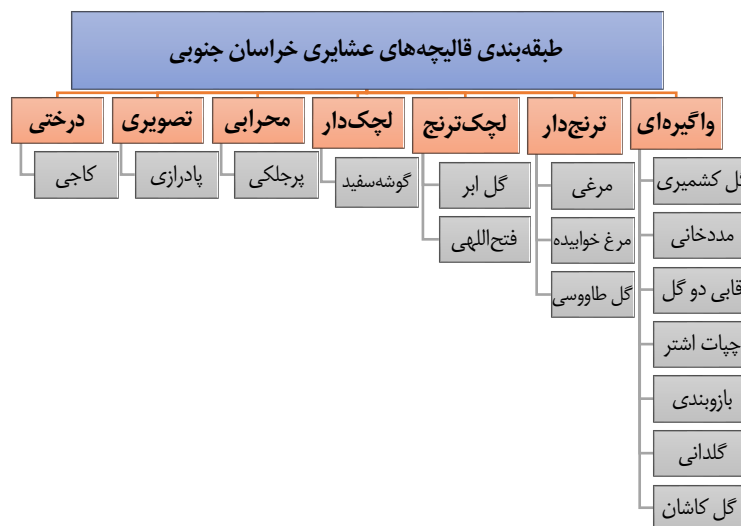 طبقه‌بندی قالیچه‌های عشایری خراسان جنوبی
واگیره‌ای
گل کشمیری
مددخانی
قابی دو گل
چپات اشتر
بازوبندی
گلدانی
گل کاشان
ترنج‌دار
مرغی
مرغ خوابیده
گل طاووسی
لچک‌ترنج
گل ابر
فتح‌اللهی
لچک‌دار
گوشه‌سفید
محرابی
پرجلکی
تصویری
پادرازی
درختی
کاجی